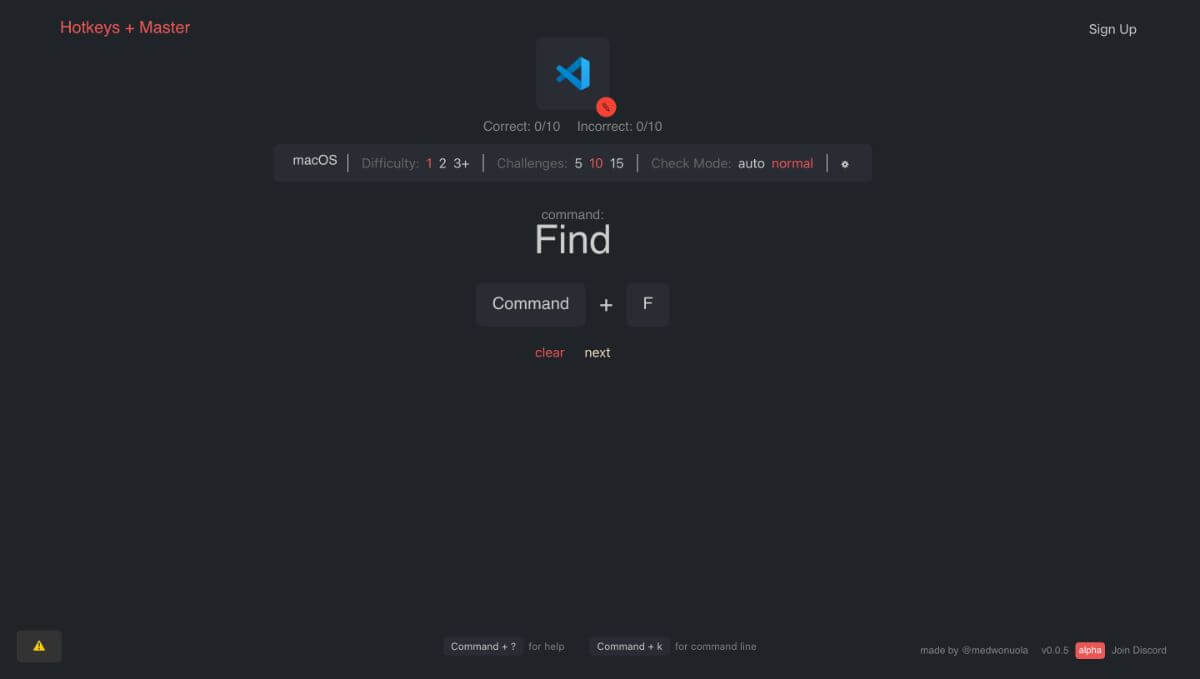 Hotkeys + Master
Sign Up
Correct: 0/10 Incorrect: 0/10
macOS | Difficulty: 1 2 3+ | Challenges: 5 10 15 | Check Mode: auto normal |
command:
Find
Command + F
clear next
Command + ? for help Command + k for command line
made by @medwonuola v0.0.5 alpha Join Discord